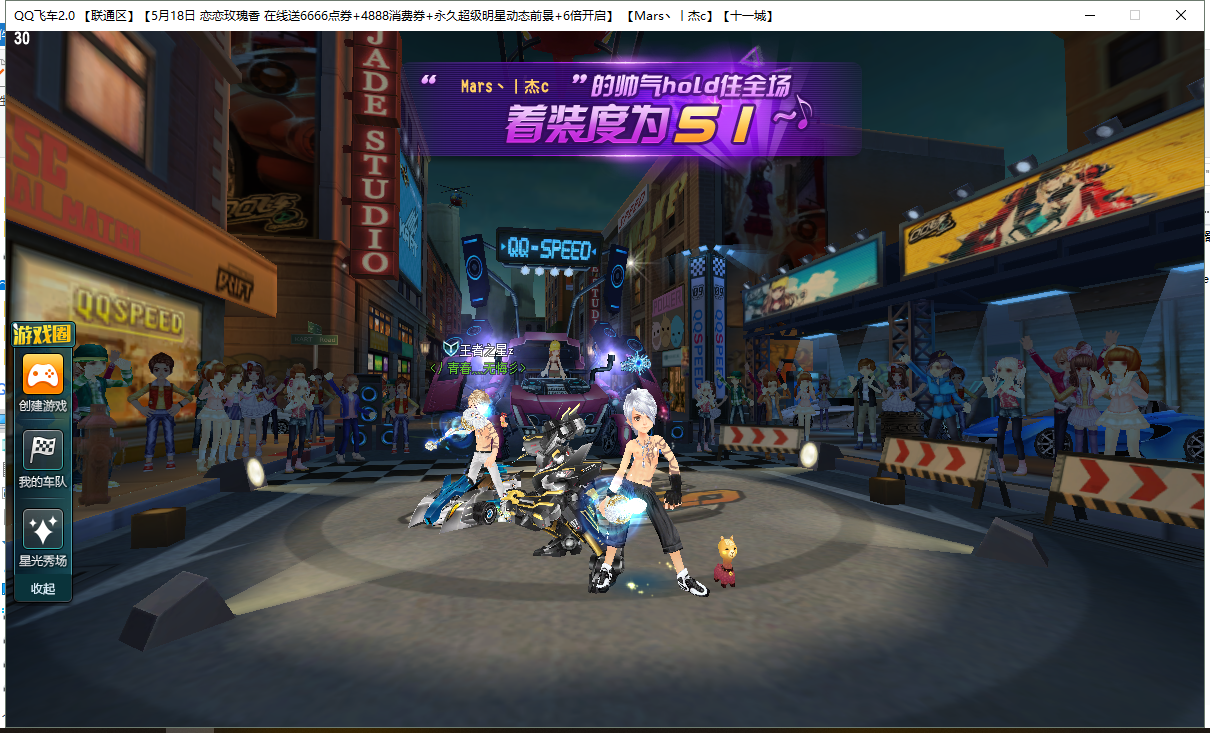 QQ飞车2.0 【联通区】【5月18日 恋恋玫瑰香 在线送6666点券+4888消费券+永久超级明星动态前景+6倍开启】 【Mars丶丨杰c】【十一城】
30
“ Mars丶丨杰c ”的帅气hold住全场
着装度为51~
JADE STUDIO
QQ-SPEED
DRIFT
QQSPEED
游戏圈
创建游戏
我的车队
星光秀场
收起
王者之星z